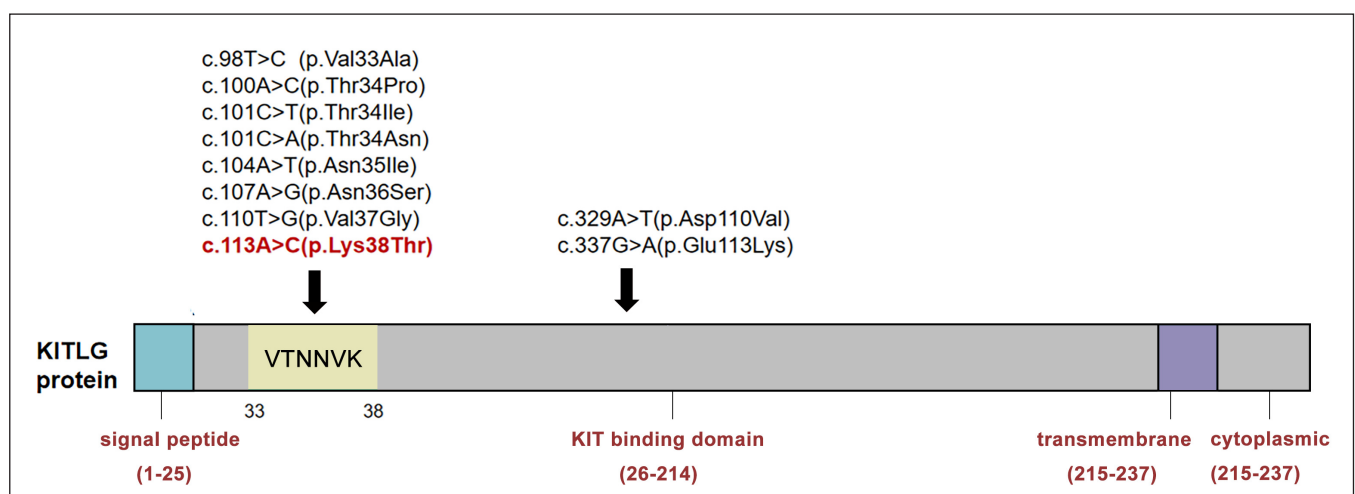 c.98T>C (p.Val33Ala)
c.100A>C(p.Thr34Pro)
c.101C>T(p.Thr34Ile)
c.101C>A(p.Thr34Asn)
c.104A>T(p.Asn35Ile)
c.107A>G(p.Asn36Ser)
c.110T>G(p.Val37Gly)
c.113A>C(p.Lys38Thr)
c.329A>T(p.Asp110Val)
c.337G>A(p.Glu113Lys)
KITLG
protein
VTNNVK
33 38
signal peptide
(1-25)
KIT binding domain
(26-214)
transmembrane
(215-237)
cytoplasmic
(215-237)